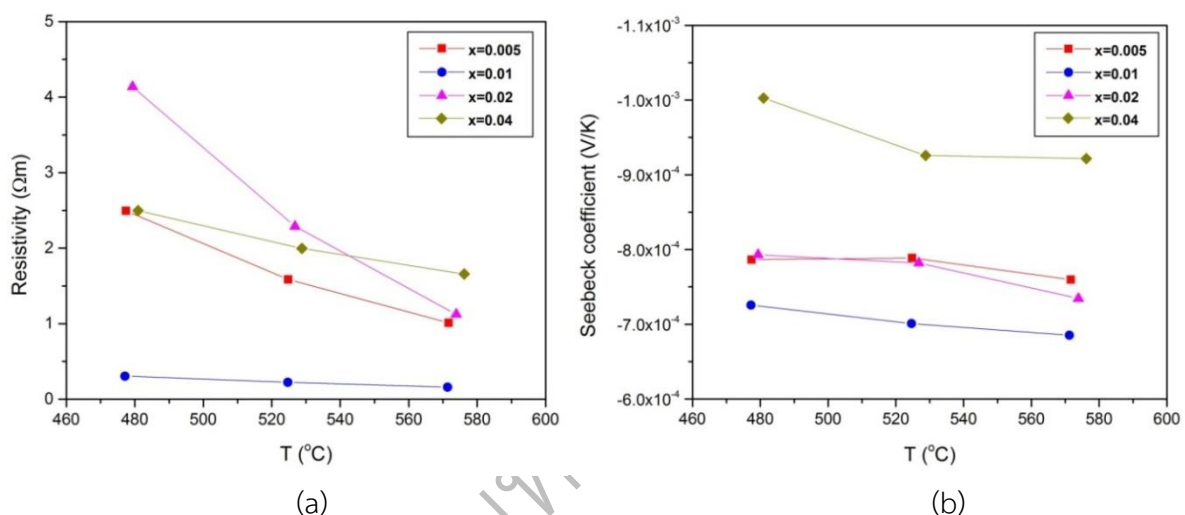 5
4
3
2
1
0
Resistivity (Ωm)
460 480 500 520 540 560 580 600
T (°C)
x=0.005
x=0.01
x=0.02
x=0.04
(a)
-1.1x10⁻³
-1.0x10⁻³
-9.0x10⁻⁴
-8.0x10⁻⁴
-7.0x10⁻⁴
-6.0x10⁻⁴
Seebeck coefficient (V/K)
460 480 500 520 540 560 580 600
T (°C)
x=0.005
x=0.01
x=0.02
x=0.04
(b)